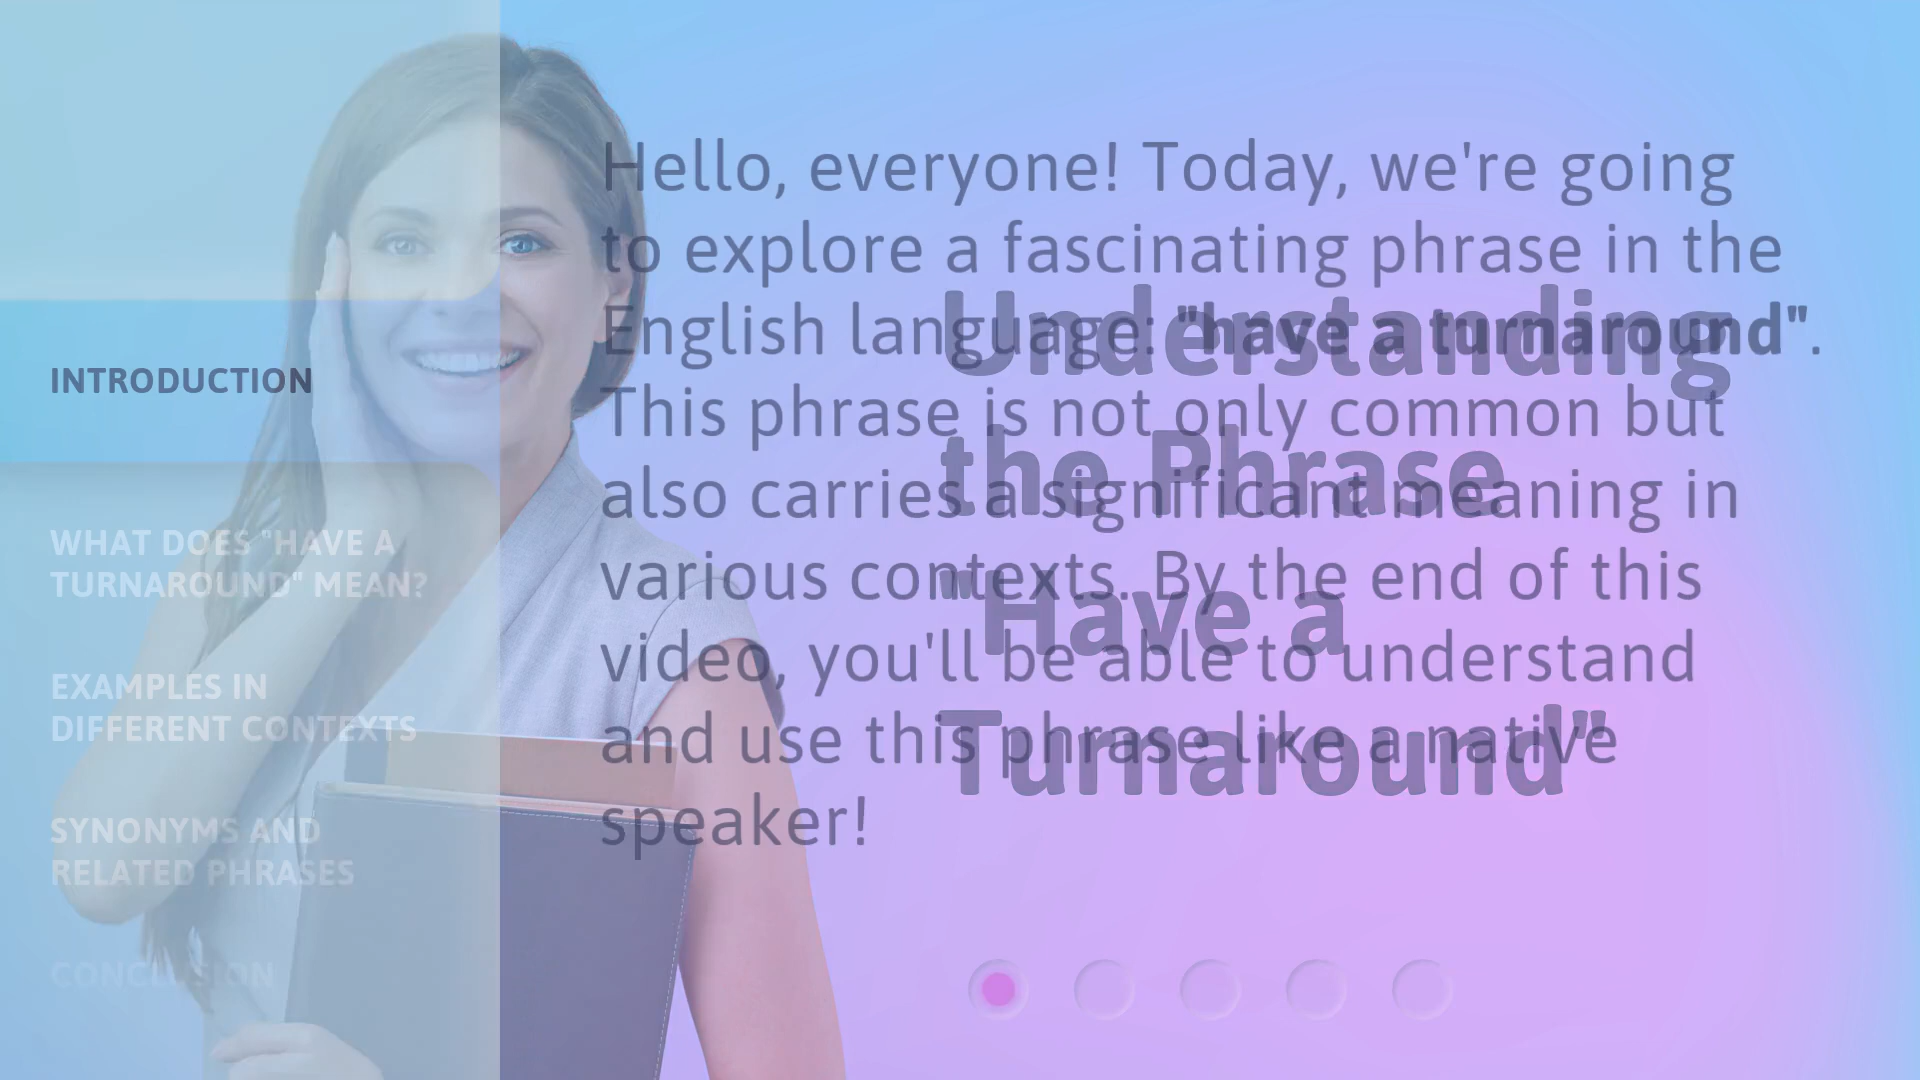 INTRODUCTION
WHAT DOES "HAVE A
TURNAROUND" MEAN?
EXAMPLES IN
DIFFERENT CONTEXTS
SYNONYMS AND
RELATED PHRASES
CONCLUSION
Hello, everyone! Today, we're going
to explore a fascinating phrase in the
English language: "have a turnaround".
This phrase is not only common but
also carries a significant meaning in
various contexts. By the end of this
video, you'll be able to understand
and use this phrase like a native
speaker!
Understanding
the Phrase
"Have a
Turnaround"